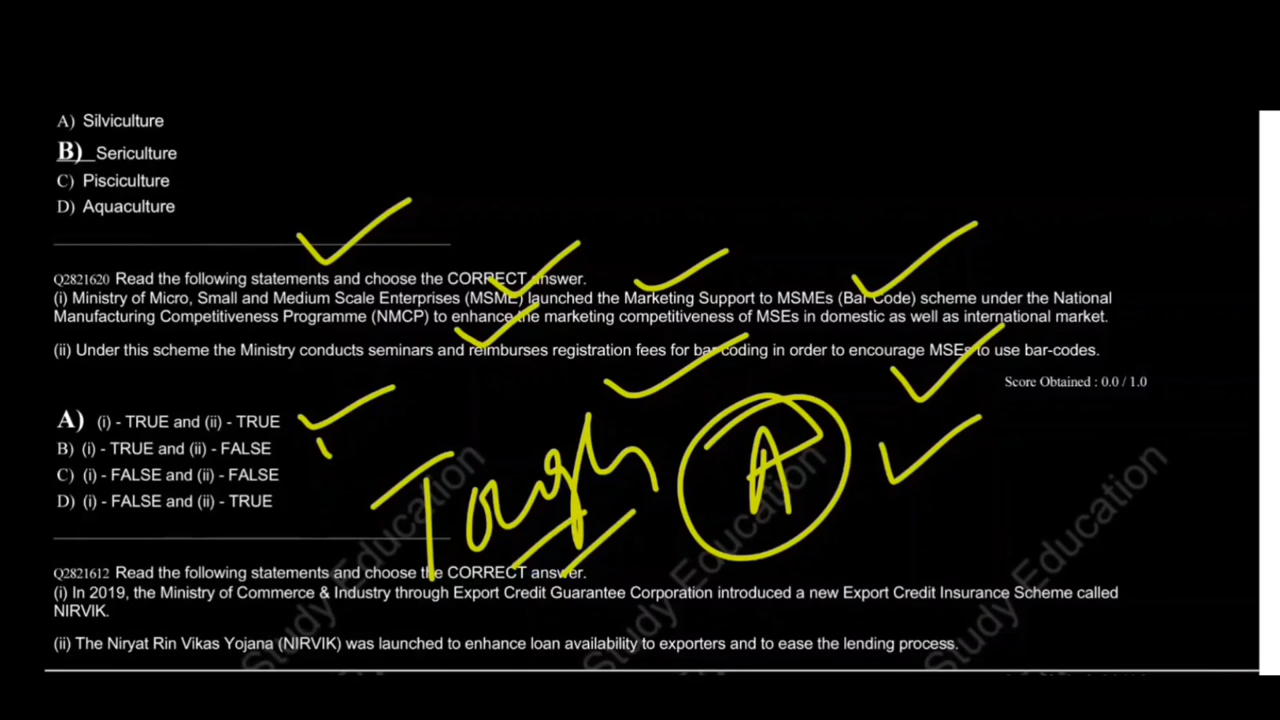 A) Silviculture
B) Sericulture
C) Pisciculture
D) Aquaculture
Q2821620 Read the following statements and choose the CORRECT answer.
(i) Ministry of Micro, Small and Medium Scale Enterprises (MSME) launched the Marketing Support to MSMEs (Bar Code) scheme under the National
Manufacturing Competitiveness Programme (NMCP) to enhance the marketing competitiveness of MSEs in domestic as well as international market.
(ii) Under this scheme the Ministry conducts seminars and reimburses registration fees for bar coding in order to encourage MSEs to use bar-codes.
Score Obtained : 0.0 / 1.0
A) (i) - TRUE and (ii) - TRUE
B) (i) - TRUE and (ii) - FALSE
C) (i) - FALSE and (ii) - FALSE
D) (i) - FALSE and (ii) - TRUE
Tough A
Study Education Study Education Study Education
Q2821612 Read the following statements and choose the CORRECT answer.
(i) In 2019, the Ministry of Commerce & Industry through Export Credit Guarantee Corporation introduced a new Export Credit Insurance Scheme called
NIRVIK.
(ii) The Niryat Rin Vikas Yojana (NIRVIK) was launched to enhance loan availability to exporters and to ease the lending process.